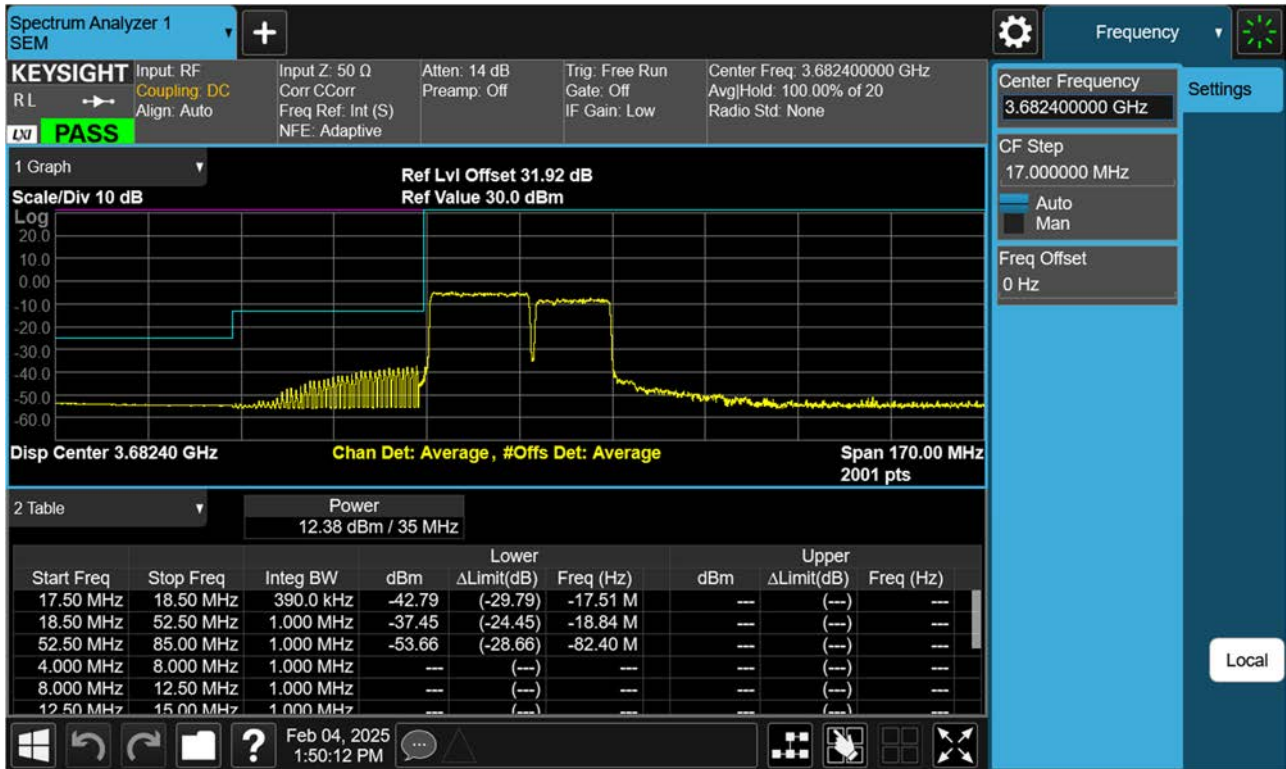 Spectrum Analyzer 1
SEM
+
Frequency
KEYSIGHT
RL
LXI
PASS
Input: RF
Coupling: DC
Align: Auto
Input Z: 50 Ω
Corr CCorr
Freq Ref: Int (S)
NFE: Adaptive
Atten: 14 dB
Preamp: Off
Trig: Free Run
Gate: Off
IF Gain: Low
Center Freq: 3.682400000 GHz
Avg|Hold: 100.00% of 20
Radio Std: None
Center Frequency
3.682400000 GHz
Settings
CF Step
17.000000 MHz
Auto
Man
Freq Offset
0 Hz
1 Graph
Scale/Div 10 dB
Ref Lvl Offset 31.92 dB
Ref Value 30.0 dBm
Log
20.0
10.0
0.00
-10.0
-20.0
-30.0
-40.0
-50.0
-60.0
Disp Center 3.68240 GHz
Chan Det: Average, #Offs Det: Average
Span 170.00 MHz
2001 pts
2 Table
Power
12.38 dBm / 35 MHz
Lower Upper
Start Freq Stop Freq Integ BW dBm ΔLimit(dB) Freq (Hz) dBm ΔLimit(dB) Freq (Hz)
17.50 MHz 18.50 MHz 390.0 kHz -42.79 (-29.79) -17.51 M --- (---) ---
18.50 MHz 52.50 MHz 1.000 MHz -37.45 (-24.45) -18.84 M --- (---) ---
52.50 MHz 85.00 MHz 1.000 MHz -53.66 (-28.66) -82.40 M --- (---) ---
4.000 MHz 8.000 MHz 1.000 MHz --- (---) --- --- (---) ---
8.000 MHz 12.50 MHz 1.000 MHz --- (---) --- --- (---) ---
12.50 MHz 15.00 MHz 1.000 MHz --- (---) --- --- (---) ---
Local
?
Feb 04, 2025
1:50:12 PM